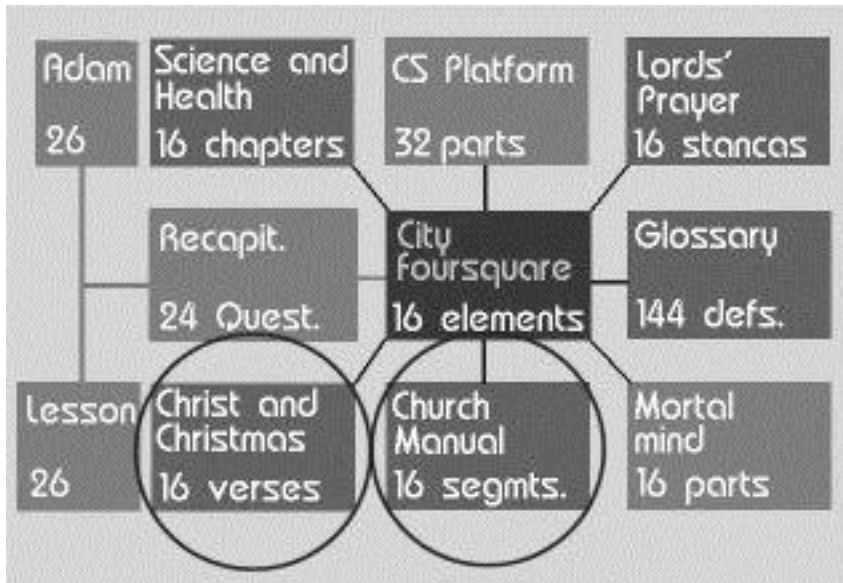 Adam
26
Science and
Health
16 chapters
CS Platform
32 parts
Lords'
Prayer
16 stancas
Recapit.
24 Quest.
City
Foursquare
16 elements
Glossary
144 defs.
Lesson
26
Christ and
Christmas
16 verses
Church
Manual
16 segmts.
Mortal
mind
16 parts